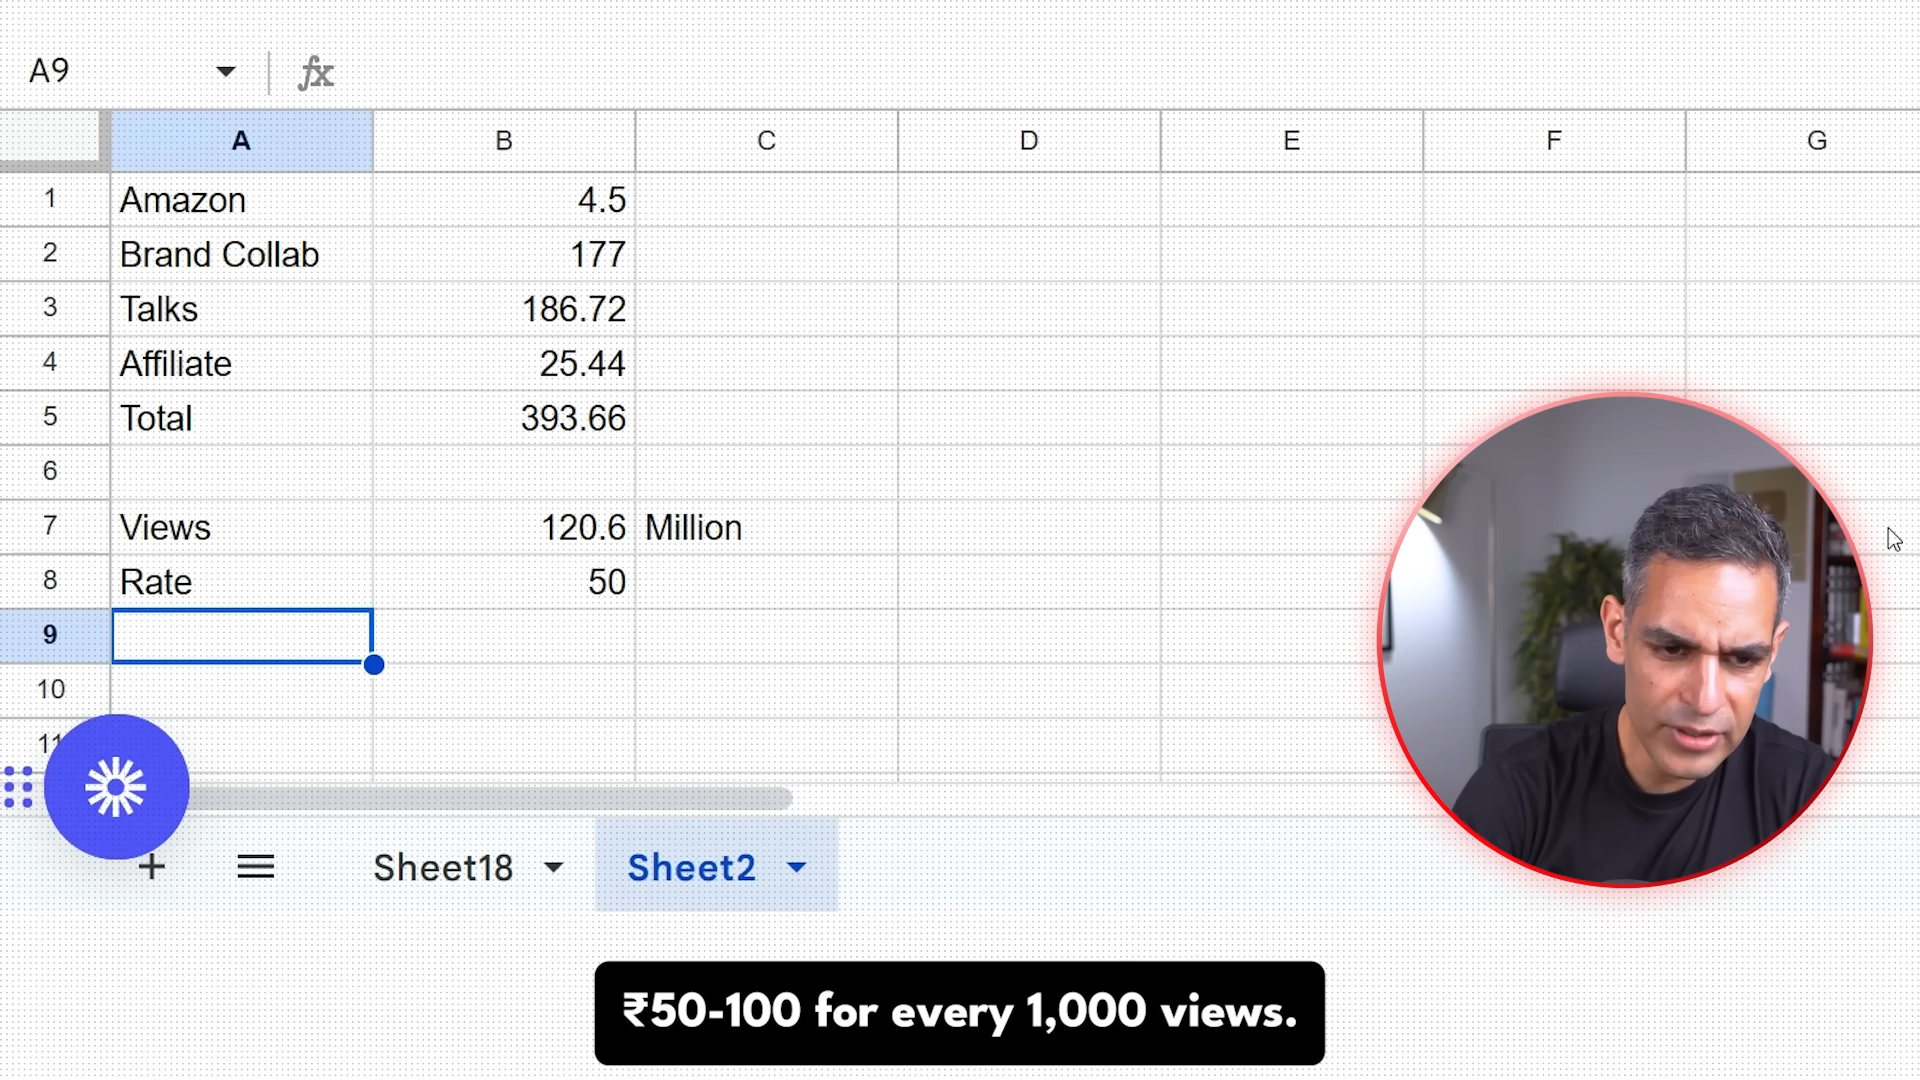 A9 fx
A B C D E F G
1 Amazon 4.5
2 Brand Collab 177
3 Talks 186.72
4 Affiliate 25.44
5 Total 393.66
6
7 Views 120.6 Million
8 Rate 50
9
10
11
+ Sheet18 Sheet2
₹50-100 for every 1,000 views.